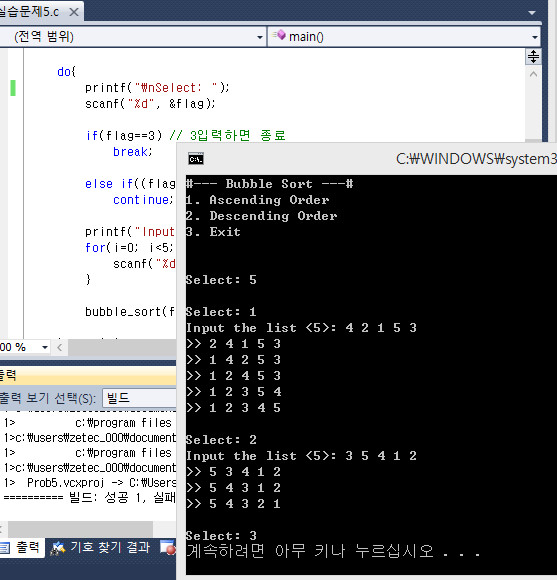 실습문제5.c
(전역 범위)
main()
do{
printf("₩nSelect: ");
scanf("%d", &flag);
if(flag==3) // 3입력하면 종료
break;
else if((flag
continue;
printf("Input
for(i=0; i<5;
scanf("%d
}
bubble_sort(f
00 %
출력
출력 보기 선택(S): 빌드
1> c:₩program files
1>c:₩users₩zetec_000₩document
1> c:₩program files
1>c:₩users₩zetec_000₩document
1> Prob5.vcxproj -> C:₩Users
========== 빌드: 성공 1, 실패
출력 기호 찾기 결과
C:₩WINDOWS₩system3
#--- Bubble Sort ---#
1. Ascending Order
2. Descending Order
3. Exit
Select: 5
Select: 1
Input the list <5>: 4 2 1 5 3
>> 2 4 1 5 3
>> 1 4 2 5 3
>> 1 2 4 5 3
>> 1 2 3 5 4
>> 1 2 3 4 5
Select: 2
Input the list <5>: 3 5 4 1 2
>> 5 3 4 1 2
>> 5 4 3 1 2
>> 5 4 3 2 1
Select: 3
계속하려면 아무 키나 누르십시오 . . .